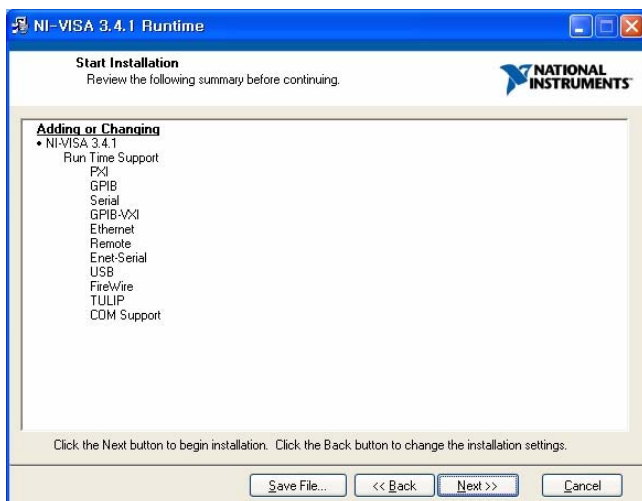 NI-VISA 3.4.1 Runtime
Start Installation
Review the following summary before continuing.
NATIONAL
INSTRUMENTS
Adding or Changing
• NI-VISA 3.4.1
Run Time Support
PXI
GPIB
Serial
GPIB-VXI
Ethernet
Remote
Enet-Serial
USB
FireWire
TULIP
COM Support
Click the Next button to begin installation.  Click the Back button to change the installation settings.
Save File...
<< Back
Next >>
Cancel